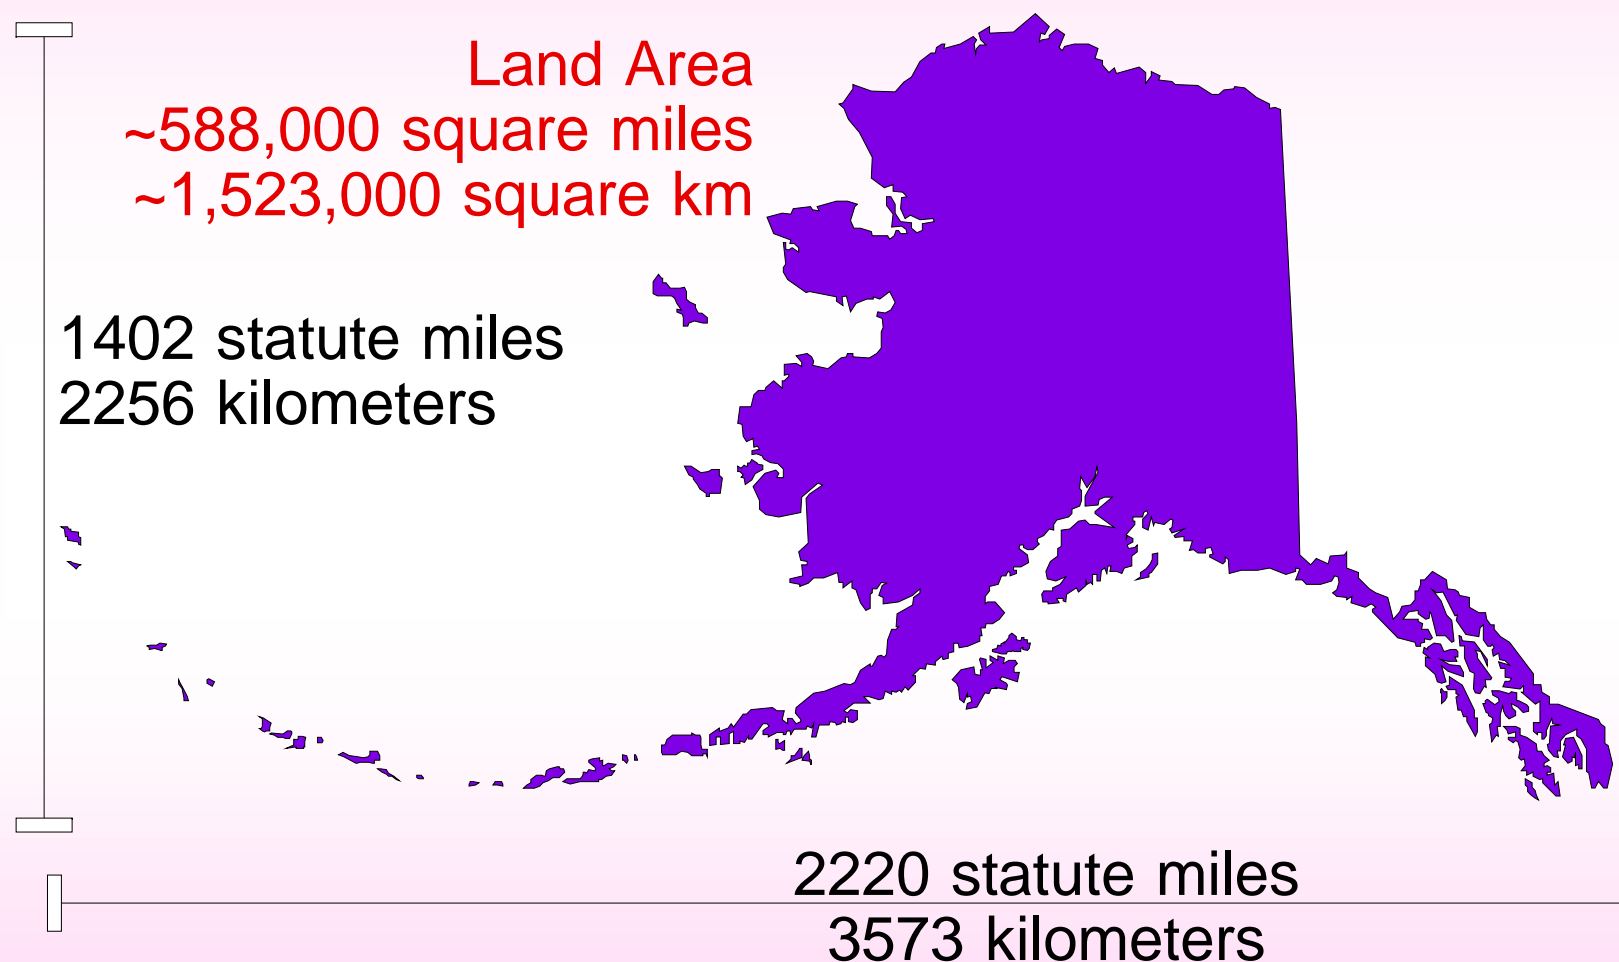 Land Area
~588,000 square miles
~1,523,000 square km
1402 statute miles
2256 kilometers
2220 statute miles
3573 kilometers